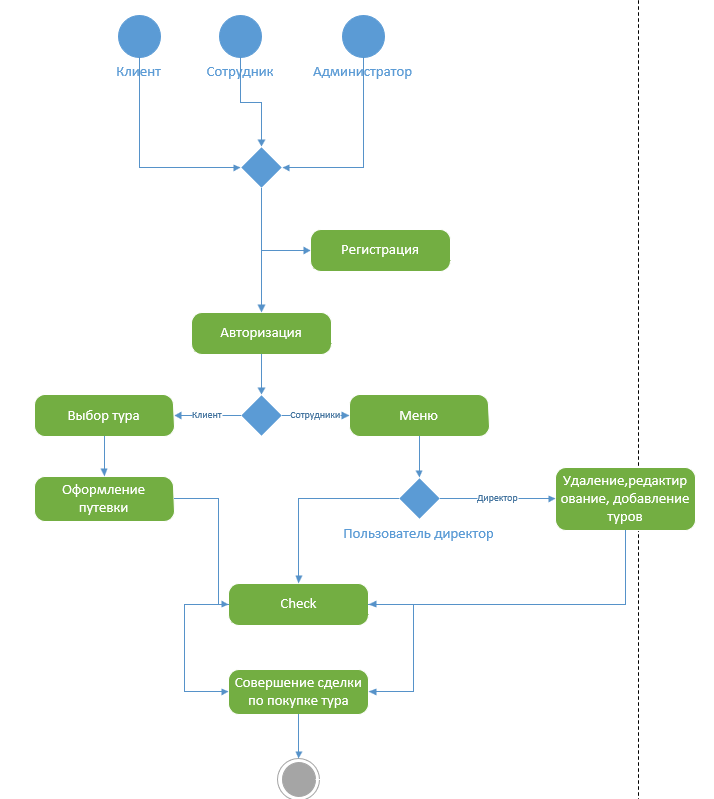 Клиент
Сотрудник
Администратор
Регистрация
Авторизация
Выбор тура
Клиент
Сотрудники
Меню
Оформление
путевки
Директор
Удаление,редактир
ование, добавление
туров
Пользователь директор
Check
Совершение сделки
по покупке тура